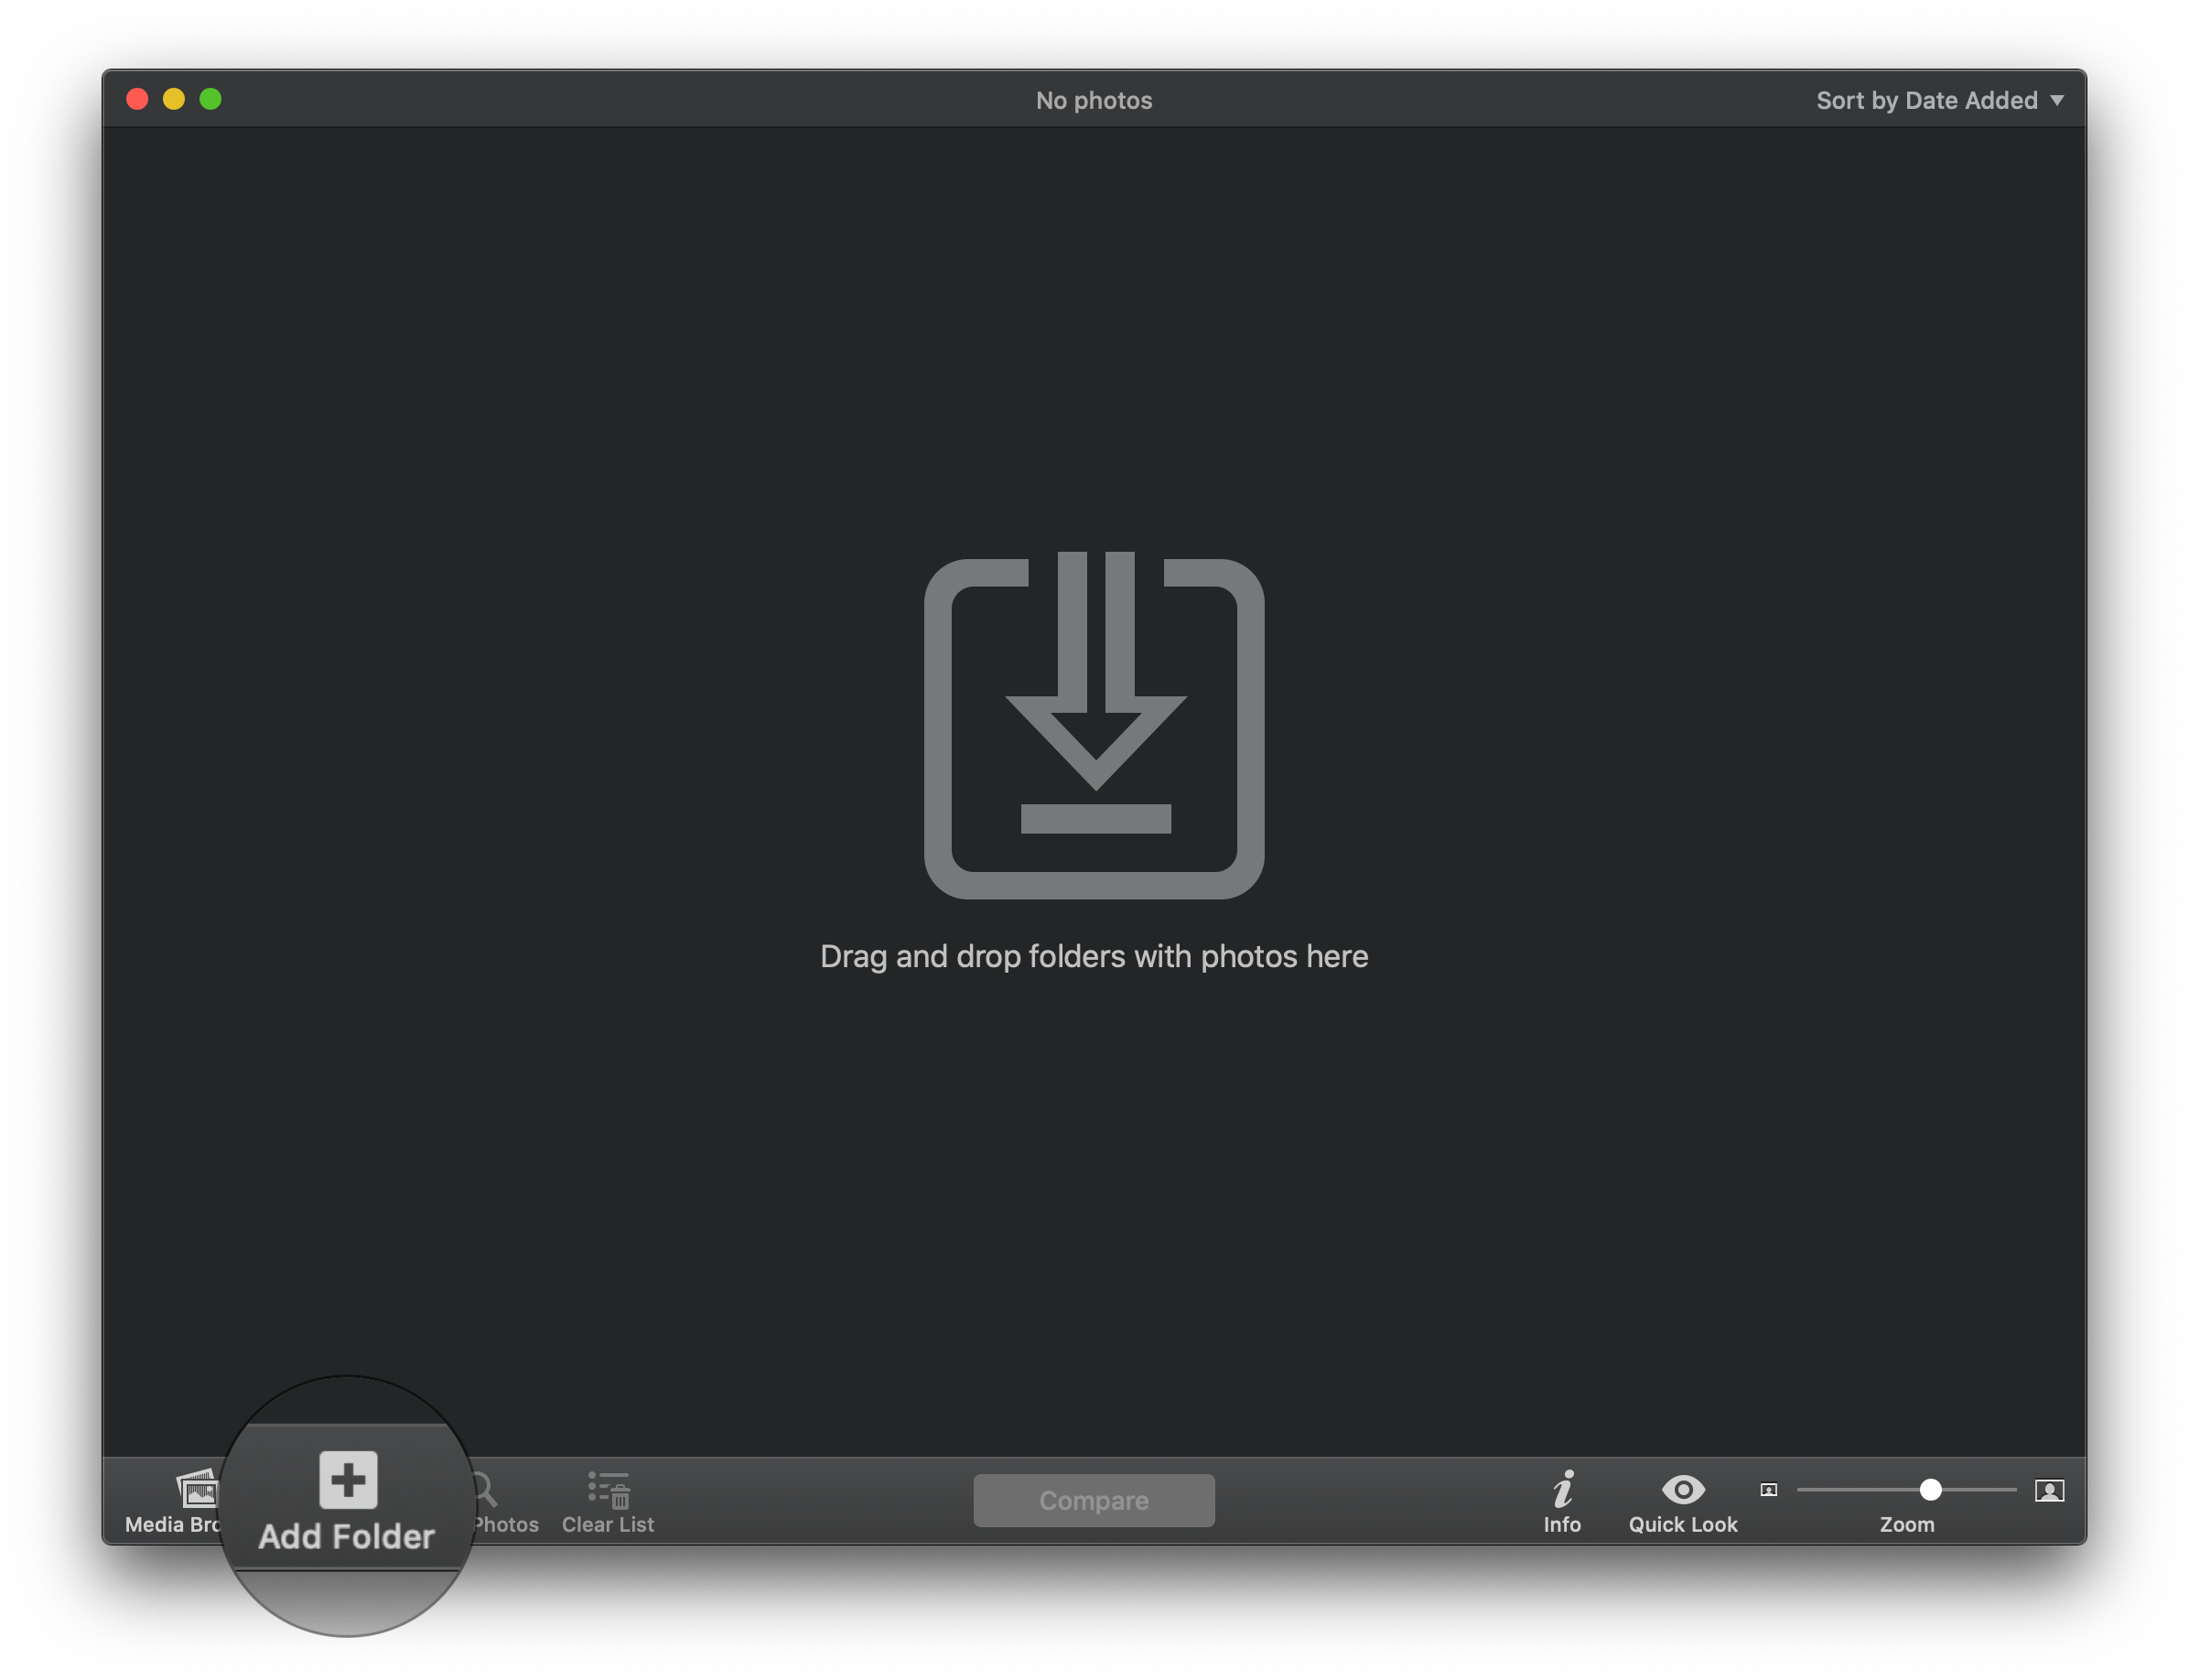 No photos
Sort by Date Added
Drag and drop folders with photos here
Media
Add Folder
Photos
Clear List
Compare
Info
Quick Look
Zoom